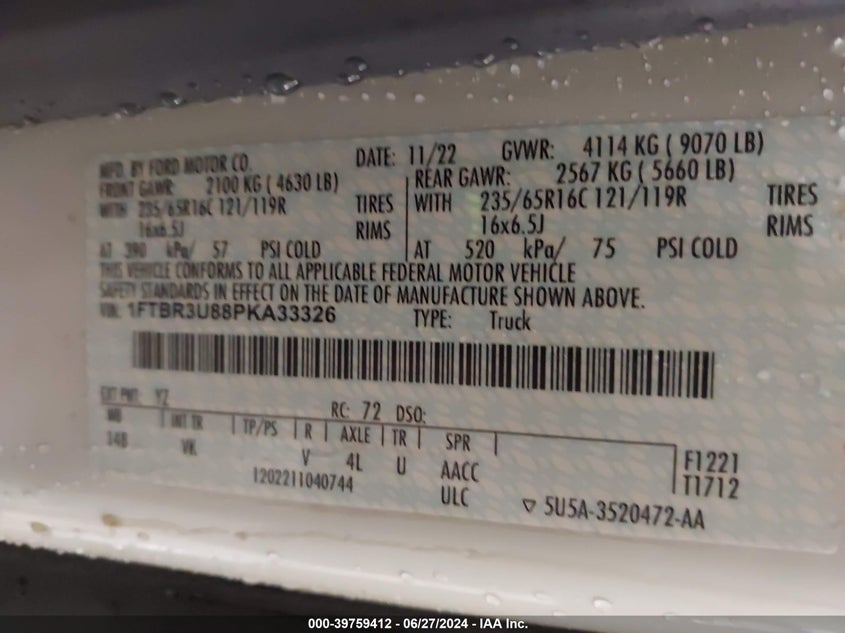 MFD. BY FORD MOTOR CO. DATE: 11/22 GVWR: 4114 KG ( 9070 LB)
FRONT GAWR: 2100 KG ( 4630 LB) REAR GAWR: 2567 KG ( 5660 LB)
WITH 235/65R16C 121/119R TIRES WITH 235/65R16C 121/119R TIRES
16x6.5J RIMS 16x6.5J RIMS
AT 390 kPa/ 57 PSI COLD AT 520 kPa/ 75 PSI COLD
THIS VEHICLE CONFORMS TO ALL APPLICABLE FEDERAL MOTOR VEHICLE
SAFETY STANDARDS IN EFFECT ON THE DATE OF MANUFACTURE SHOWN ABOVE.
VIN: 1FTBR3U88PKA33326 TYPE: Truck
EXT PNT: YZ RC: 72 DSO:
WB INT TR TP/PS R AXLE TR SPR
148 VK V 4L U AACC F1221
1202211040744 ULC T1712
5U5A-3520472-AA
000-39759412 - 06/27/2024 - IAA Inc.